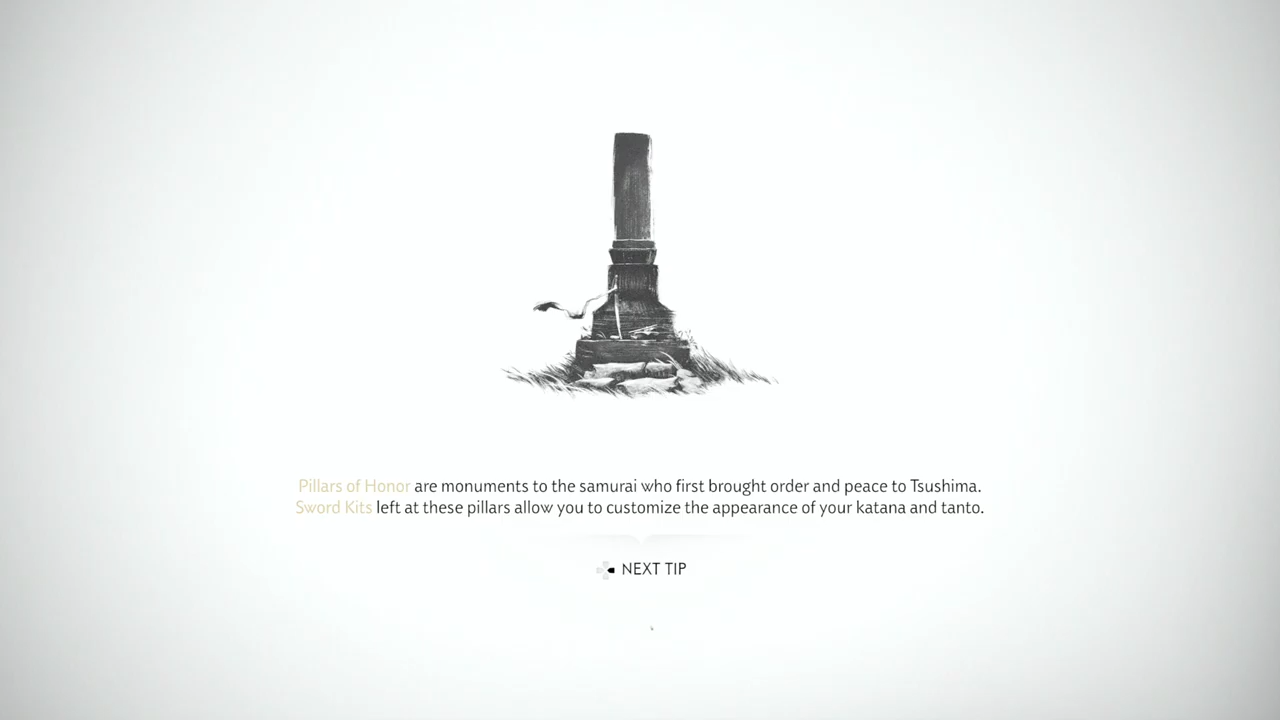 Pillars of Honor are monuments to the samurai who first brought order and peace to Tsushima.
Sword Kits left at these pillars allow you to customize the appearance of your katana and tanto.
NEXT TIP